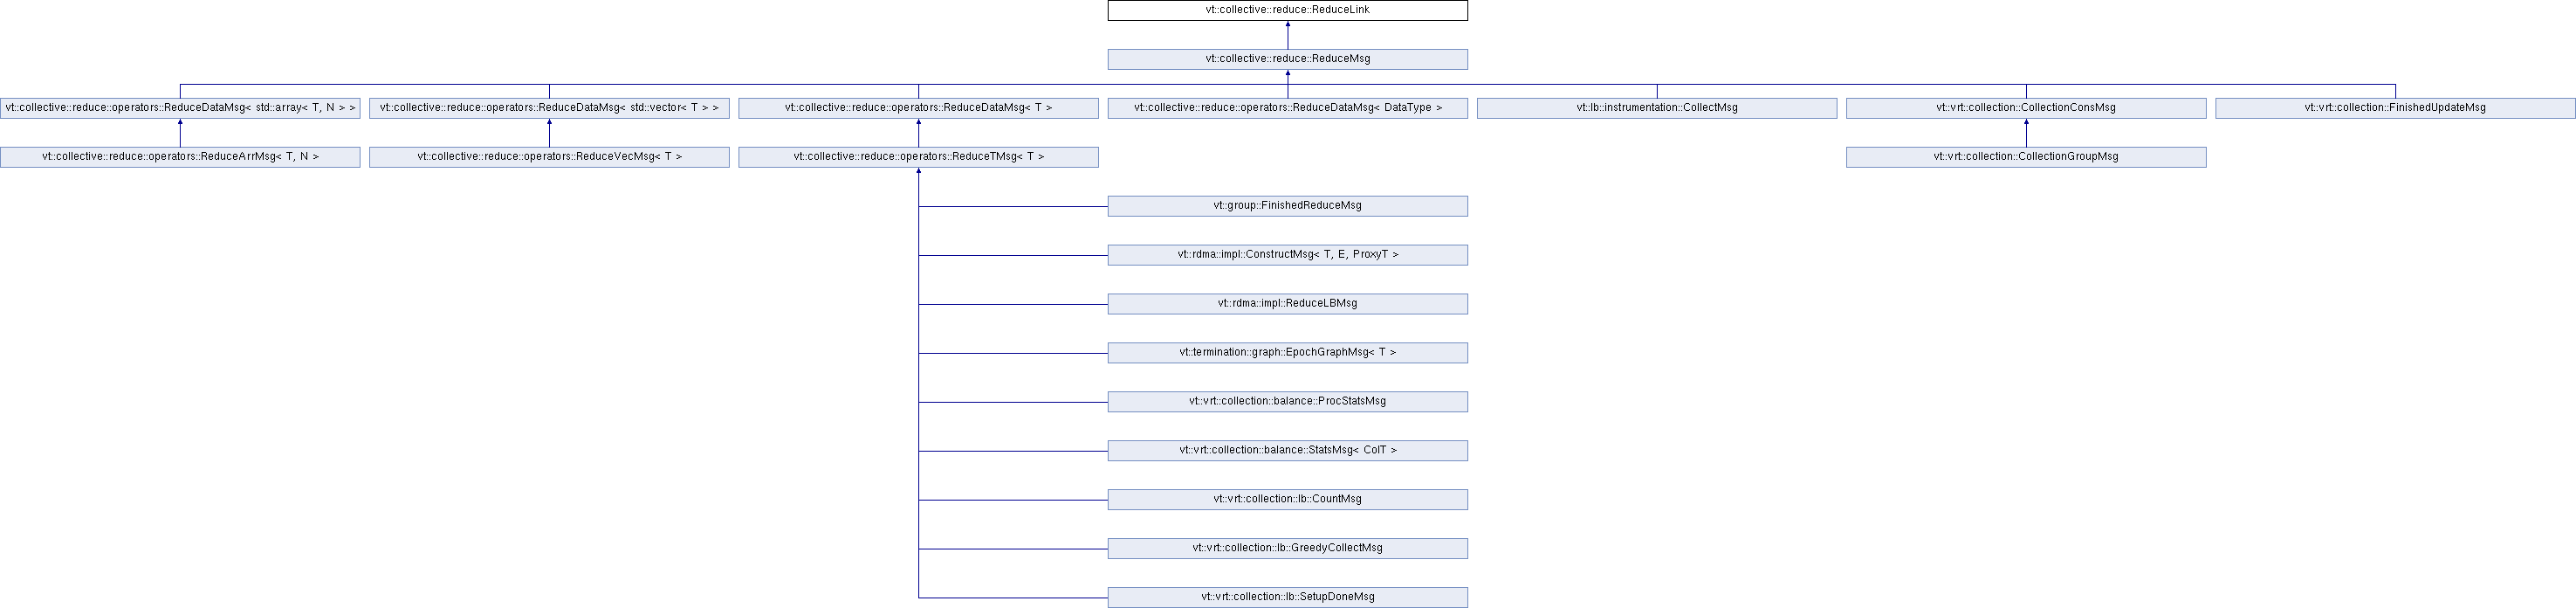 vt::collective::reduce::ReduceLink
vt::collective::reduce::ReduceMsg
vt::collective::reduce::operators::ReduceDataMsg< std::array< T, N > >
vt::collective::reduce::operators::ReduceDataMsg< std::vector< T > >
vt::collective::reduce::operators::ReduceDataMsg< T >
vt::collective::reduce::operators::ReduceDataMsg< DataType >
vt::lb::instrumentation::CollectMsg
vt::vrt::collection::CollectionConsMsg
vt::vrt::collection::FinishedUpdateMsg
vt::collective::reduce::operators::ReduceArrMsg< T, N >
vt::collective::reduce::operators::ReduceVecMsg< T >
vt::collective::reduce::operators::ReduceTMsg< T >
vt::vrt::collection::CollectionGroupMsg
vt::group::FinishedReduceMsg
vt::rdma::impl::ConstructMsg< T, E, ProxyT >
vt::rdma::impl::ReduceLBMsg
vt::termination::graph::EpochGraphMsg< T >
vt::vrt::collection::balance::ProcStatsMsg
vt::vrt::collection::balance::StatsMsg< ColT >
vt::vrt::collection::lb::CountMsg
vt::vrt::collection::lb::GreedyCollectMsg
vt::vrt::collection::lb::SetupDoneMsg